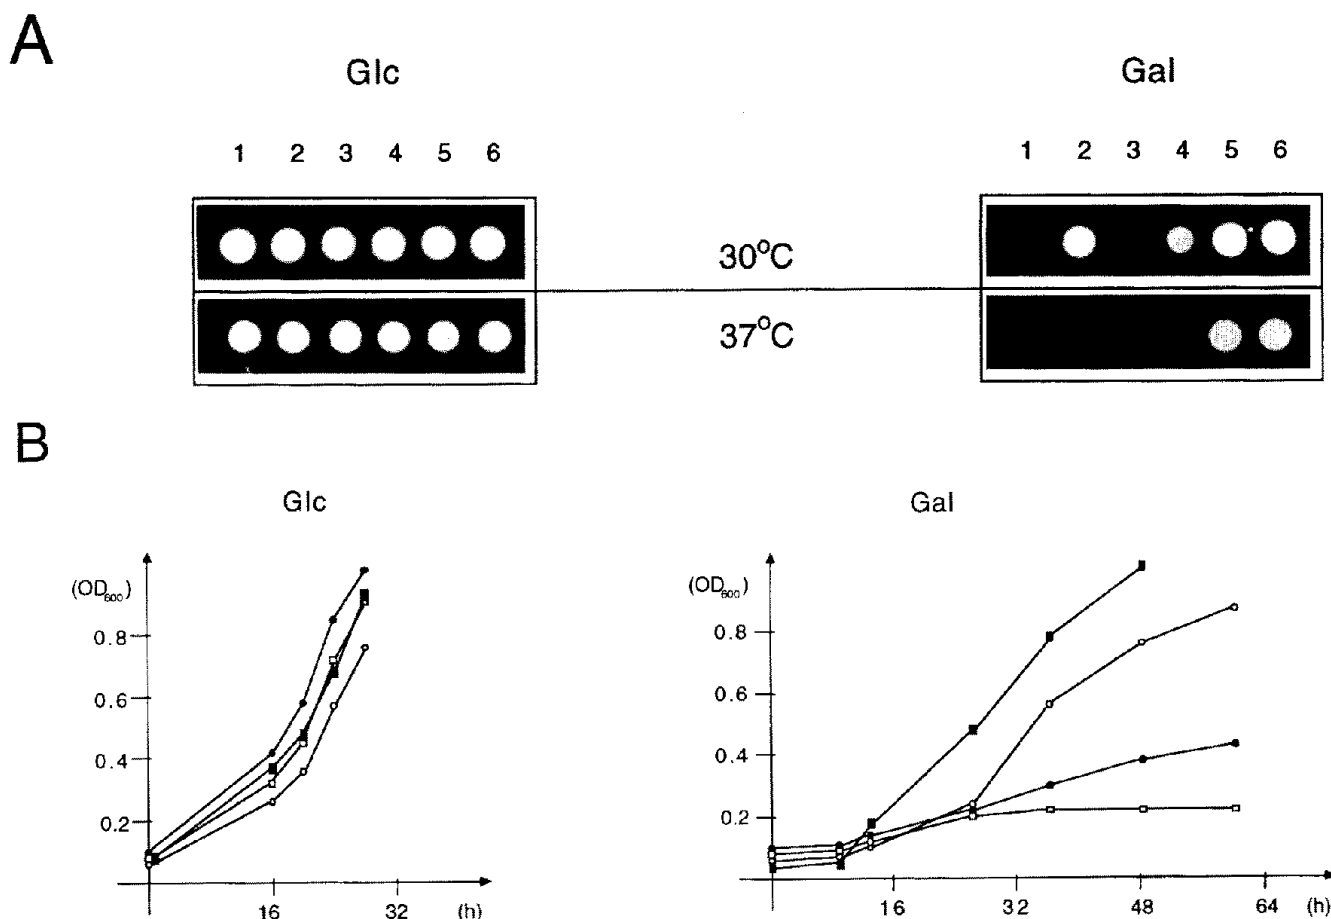 A
Glc Gal
1 2 3 4 5 6 1 2 3 4 5 6
30°C
37°C
B
Glc Gal
(OD600) (OD600)
0.8 0.8
0.6 0.6
0.4 0.4
0.2 0.2
16 32 (h) 16 32 48 64 (h)